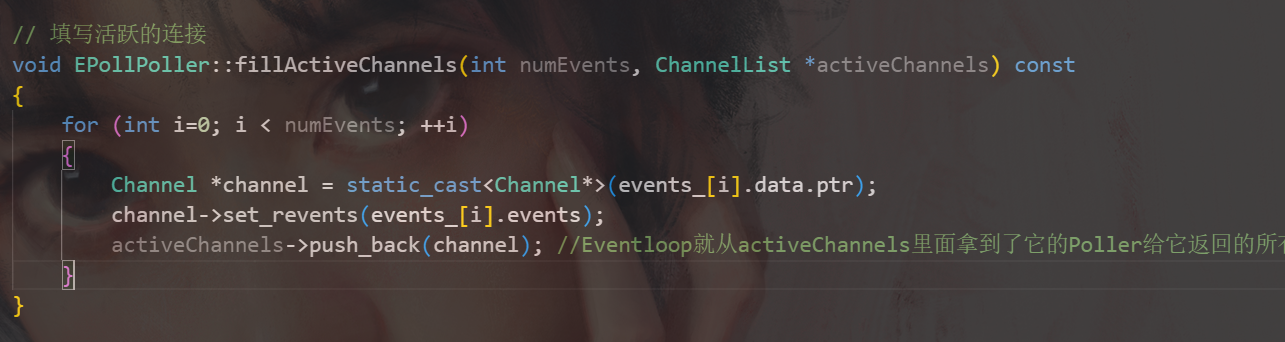 // 填写活跃的连接
void EPollPoller::fillActiveChannels(int numEvents, ChannelList *activeChannels) const
{
    for (int i=0; i < numEvents; ++i)
    {
        Channel *channel = static_cast<Channel*>(events_[i].data.ptr);
        channel->set_revents(events_[i].events);
        activeChannels->push_back(channel); //Eventloop就从activeChannels里面拿到了它的Poller给它返回的所有
    }
}